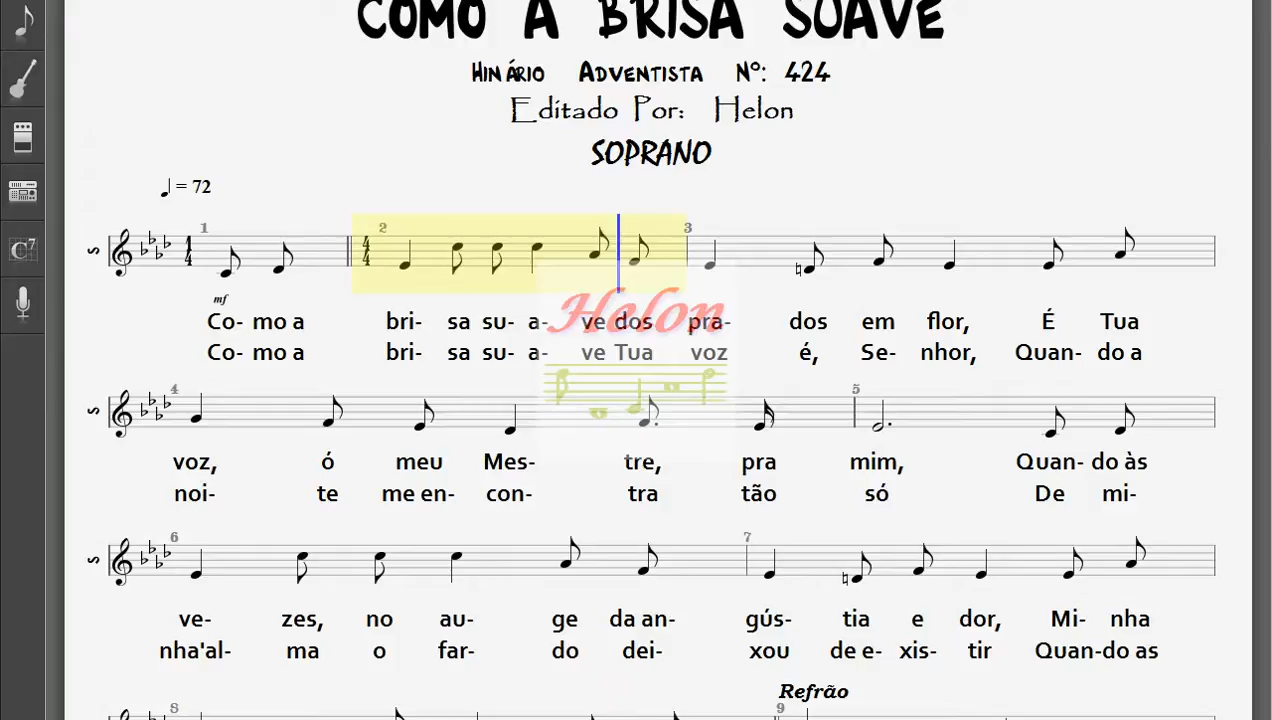 COMO A BRISA SUAVE
HINÁRIO ADVENTISTA Nº: 424
Editado Por: Helon
SOPRANO
= 72
1 2 3
S
4 4
mf
Co- mo a bri- sa su- a- ve dos pra- dos em flor, É Tua
Co- mo a bri- sa su- a- ve Tua voz é, Se- nhor, Quan- do a
Helon
4 5
S
voz, ó meu Mes- tre, pra mim, Quan- do às
noi- te me en- con- tra tão só De mi-
6 7
S
ve- zes, no au- ge da an- gús- tia e dor, Mi- nha
nha'al- ma o far- do dei- xou de e- xis- tir Quan-do as
Refrão
8 9
C7